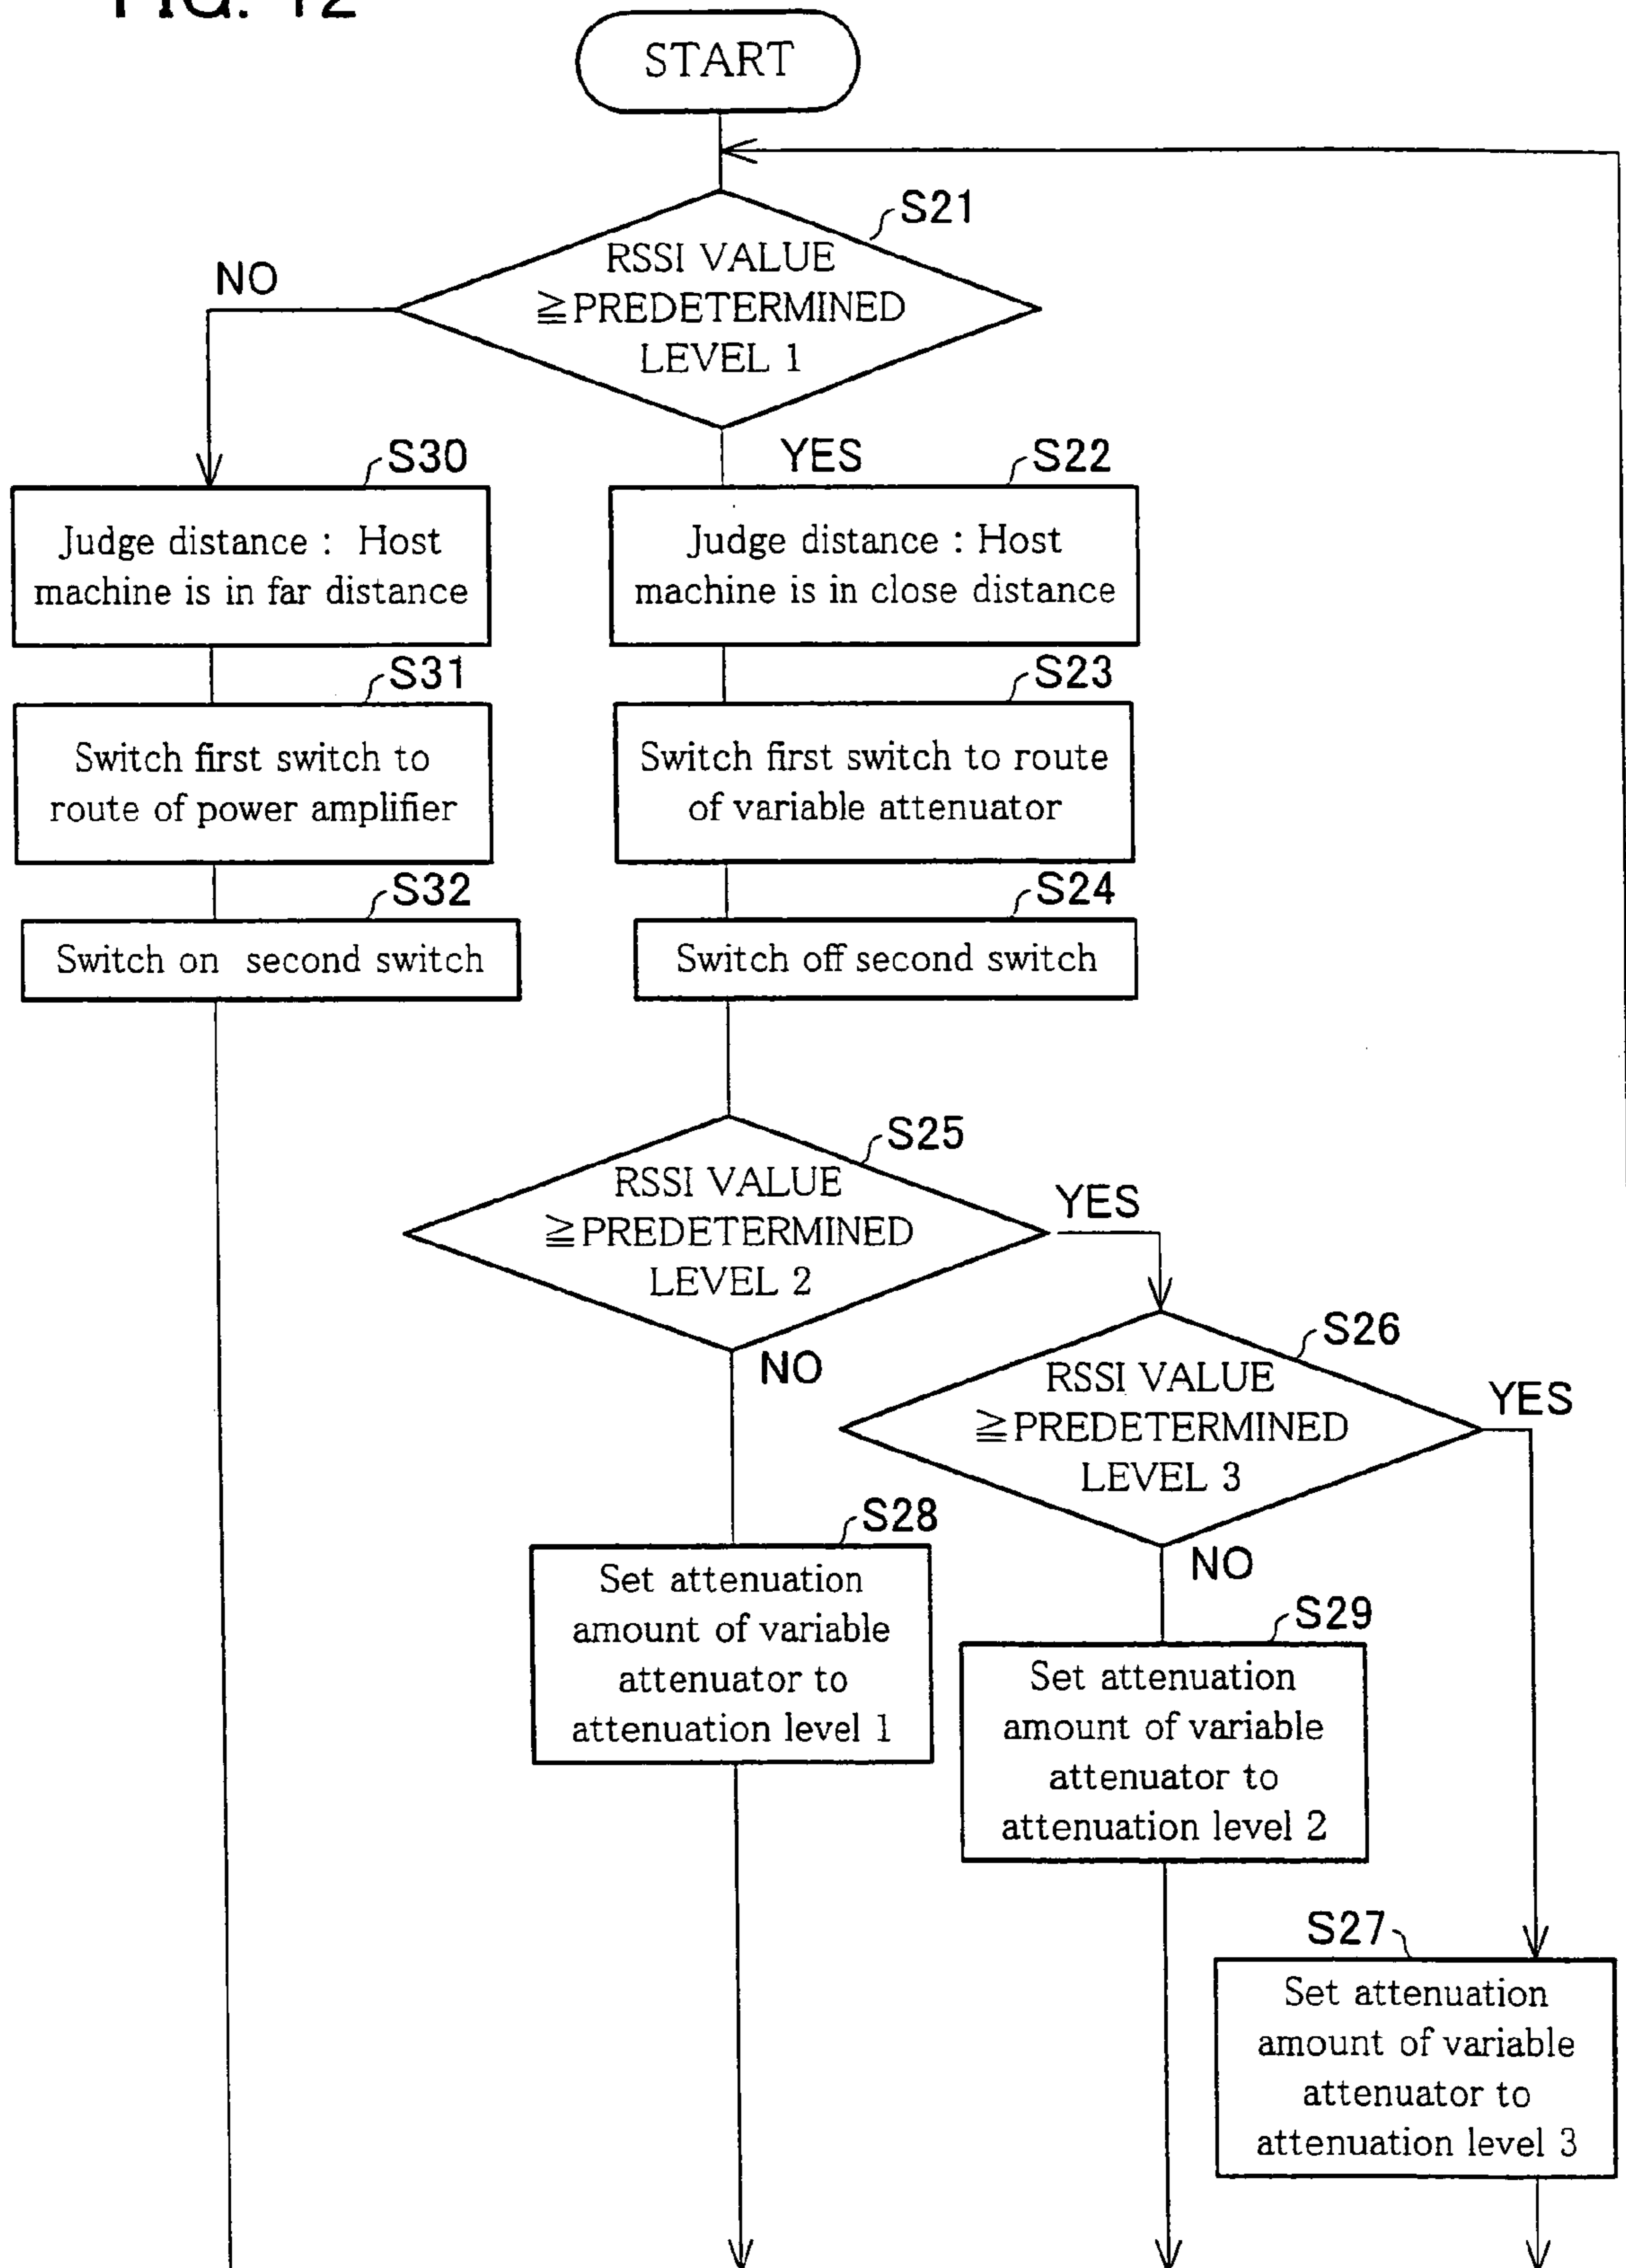 FIG. 12
START
S21
RSSI VALUE
≧PREDETERMINED
LEVEL 1
NO
YES
S30
Judge distance : Host
machine is in far distance
S22
Judge distance : Host
machine is in close distance
S31
Switch first switch to
route of power amplifier
S23
Switch first switch to route
of variable attenuator
S32
Switch on second switch
S24
Switch off second switch
S25
RSSI VALUE
≧PREDETERMINED
LEVEL 2
YES
NO
S26
RSSI VALUE
≧PREDETERMINED
LEVEL 3
YES
NO
S28
Set attenuation
amount of variable
attenuator to
attenuation level 1
S29
Set attenuation
amount of variable
attenuator to
attenuation level 2
S27
Set attenuation
amount of variable
attenuator to
attenuation level 3